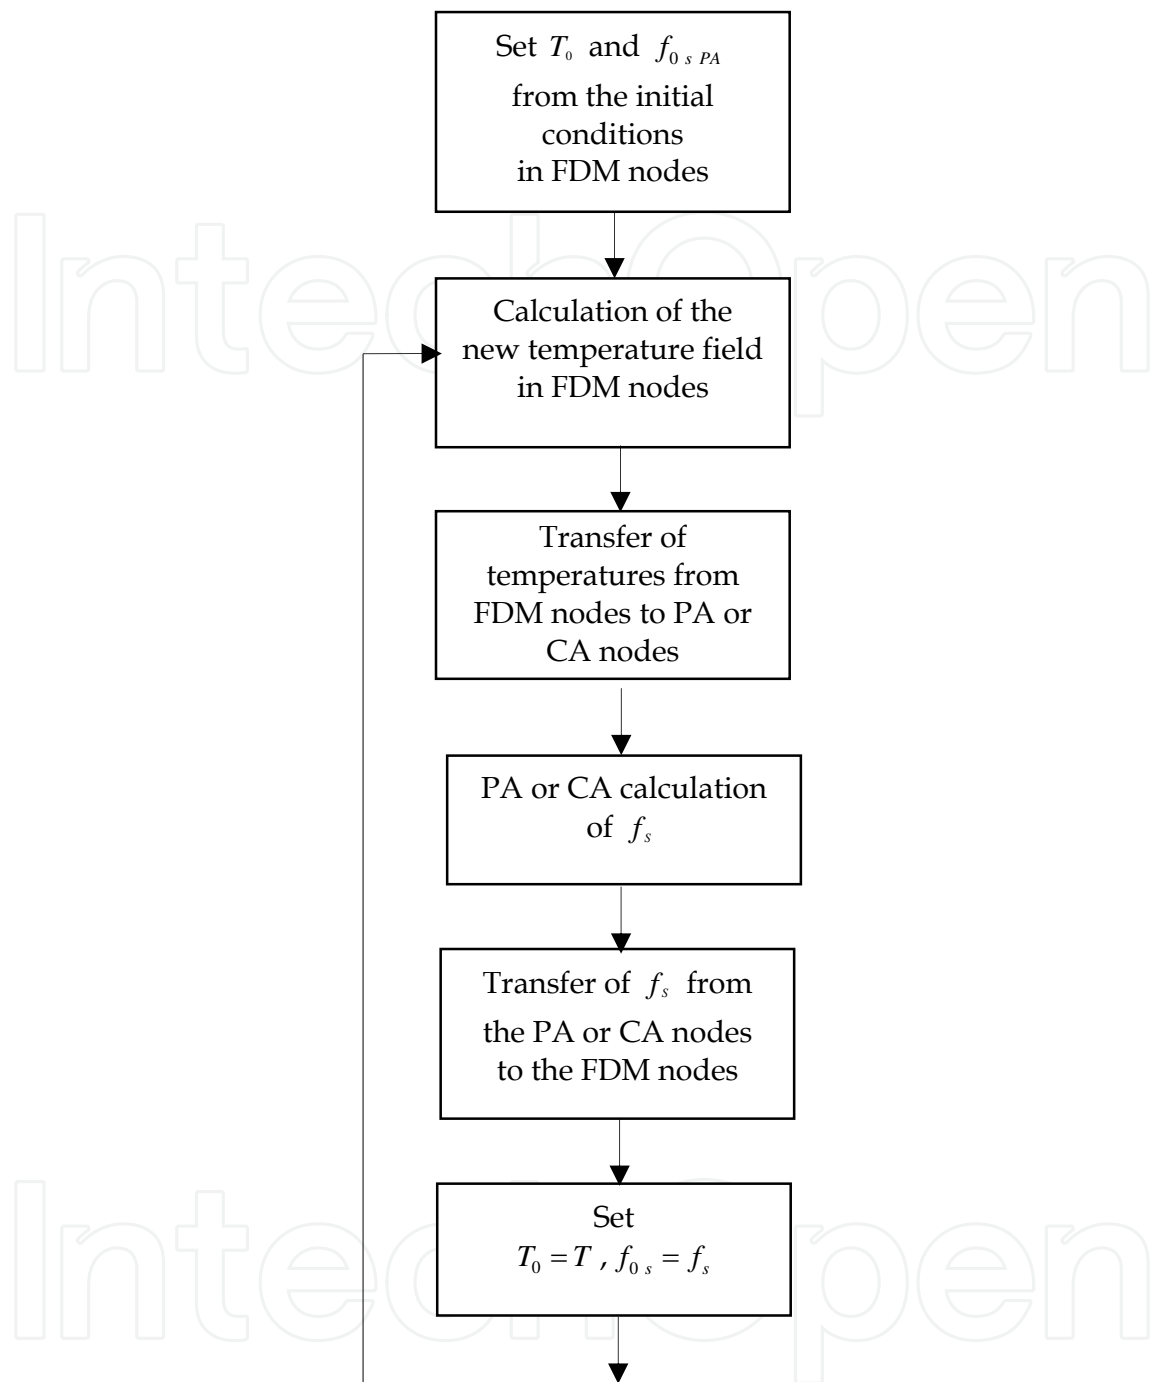 Set T₀ and f₀ ₛ PA
from the initial
conditions
in FDM nodes
IntechOpen
Calculation of the
new temperature field
in FDM nodes
Transfer of
temperatures from
FDM nodes to PA or
CA nodes
PA or CA calculation
of fₛ
Transfer of fₛ from
the PA or CA nodes
to the FDM nodes
IntechOpen
Set
T₀ = T , f₀ ₛ = fₛ